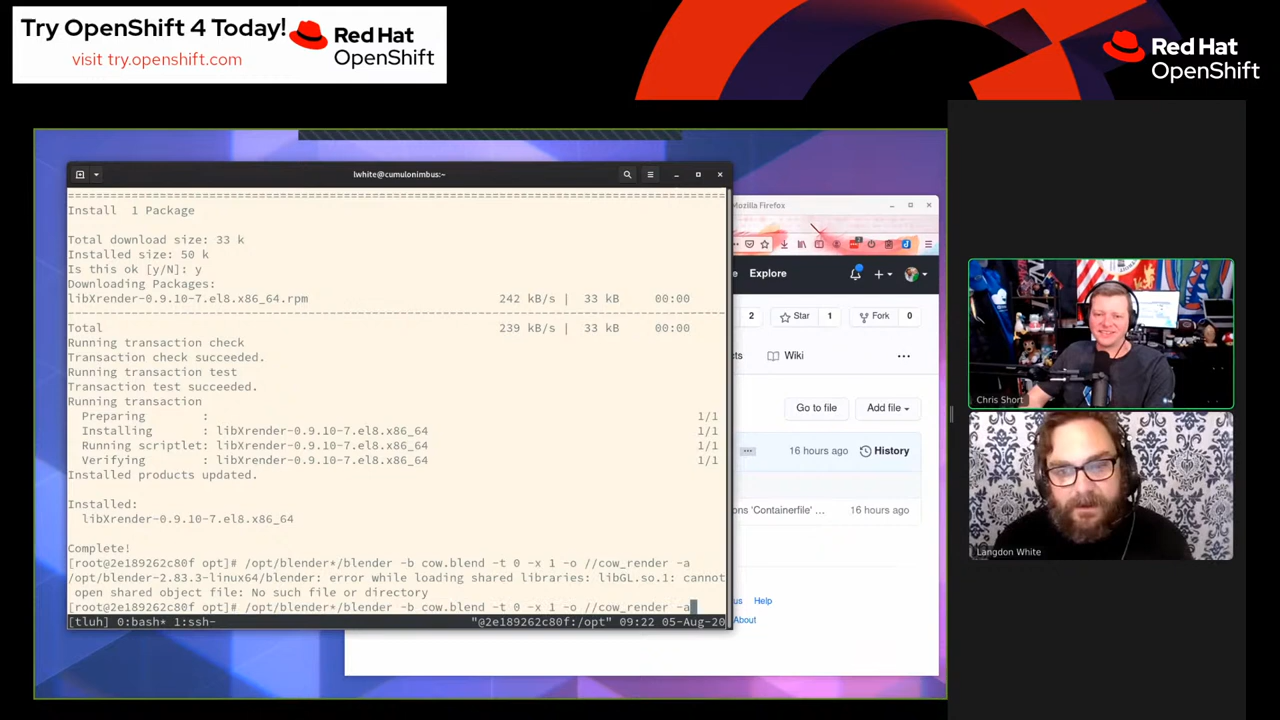 Try OpenShift 4 Today!
visit try.openshift.com
Red Hat
OpenShift
Red Hat
OpenShift
lwhite@cumulonimbus:~
================================================================================
Install 1 Package
Total download size: 33 k
Installed size: 50 k
Is this ok [y/N]: y
Downloading Packages:
libXrender-0.9.10-7.el8.x86_64.rpm 242 kB/s | 33 kB 00:00
--------------------------------------------------------------------------------
Total 239 kB/s | 33 kB 00:00
Running transaction check
Transaction check succeeded.
Running transaction test
Transaction test succeeded.
Running transaction
Preparing : 1/1
Installing : libXrender-0.9.10-7.el8.x86_64 1/1
Running scriptlet: libXrender-0.9.10-7.el8.x86_64 1/1
Verifying : libXrender-0.9.10-7.el8.x86_64 1/1
Installed products updated.
Installed:
libXrender-0.9.10-7.el8.x86_64
Complete!
[root@2e189262c80f opt]# /opt/blender*/blender -b cow.blend -t 0 -x 1 -o //cow_render -a
/opt/blender-2.83.3-linux64/blender: error while loading shared libraries: libGL.so.1: cannot
open shared object file: No such file or directory
[root@2e189262c80f opt]# /opt/blender*/blender -b cow.blend -t 0 -x 1 -o //cow_render -a
[tluh] 0:bash* 1:ssh- "@2e189262c80f:/opt" 09:22 05-Aug-20
Mozilla Firefox
e Explore
2 Star 1 Fork 0
cts Wiki ...
Go to file Add file
... 16 hours ago History
ons 'Containerfile' … 16 hours ago
us Help
About
Chris Short
Langdon White